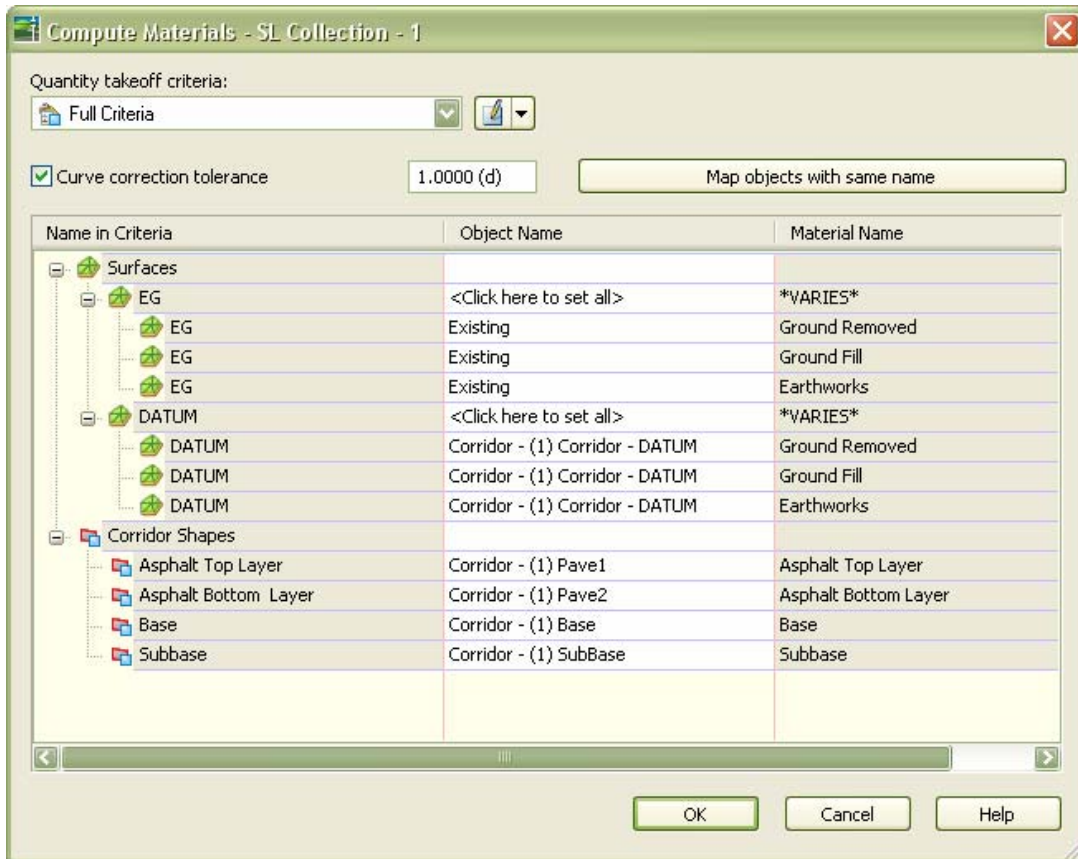 Compute Materials - SL Collection - 1
Quantity takeoff criteria:
Full Criteria
Curve correction tolerance 1.0000 (d) Map objects with same name
Name in Criteria Object Name Material Name
Surfaces
EG <Click here to set all> *VARIES*
EG Existing Ground Removed
EG Existing Ground Fill
EG Existing Earthworks
DATUM <Click here to set all> *VARIES*
DATUM Corridor - (1) Corridor - DATUM Ground Removed
DATUM Corridor - (1) Corridor - DATUM Ground Fill
DATUM Corridor - (1) Corridor - DATUM Earthworks
Corridor Shapes
Asphalt Top Layer Corridor - (1) Pave1 Asphalt Top Layer
Asphalt Bottom  Layer Corridor - (1) Pave2 Asphalt Bottom Layer
Base Corridor - (1) Base Base
Subbase Corridor - (1) SubBase Subbase
OK Cancel Help